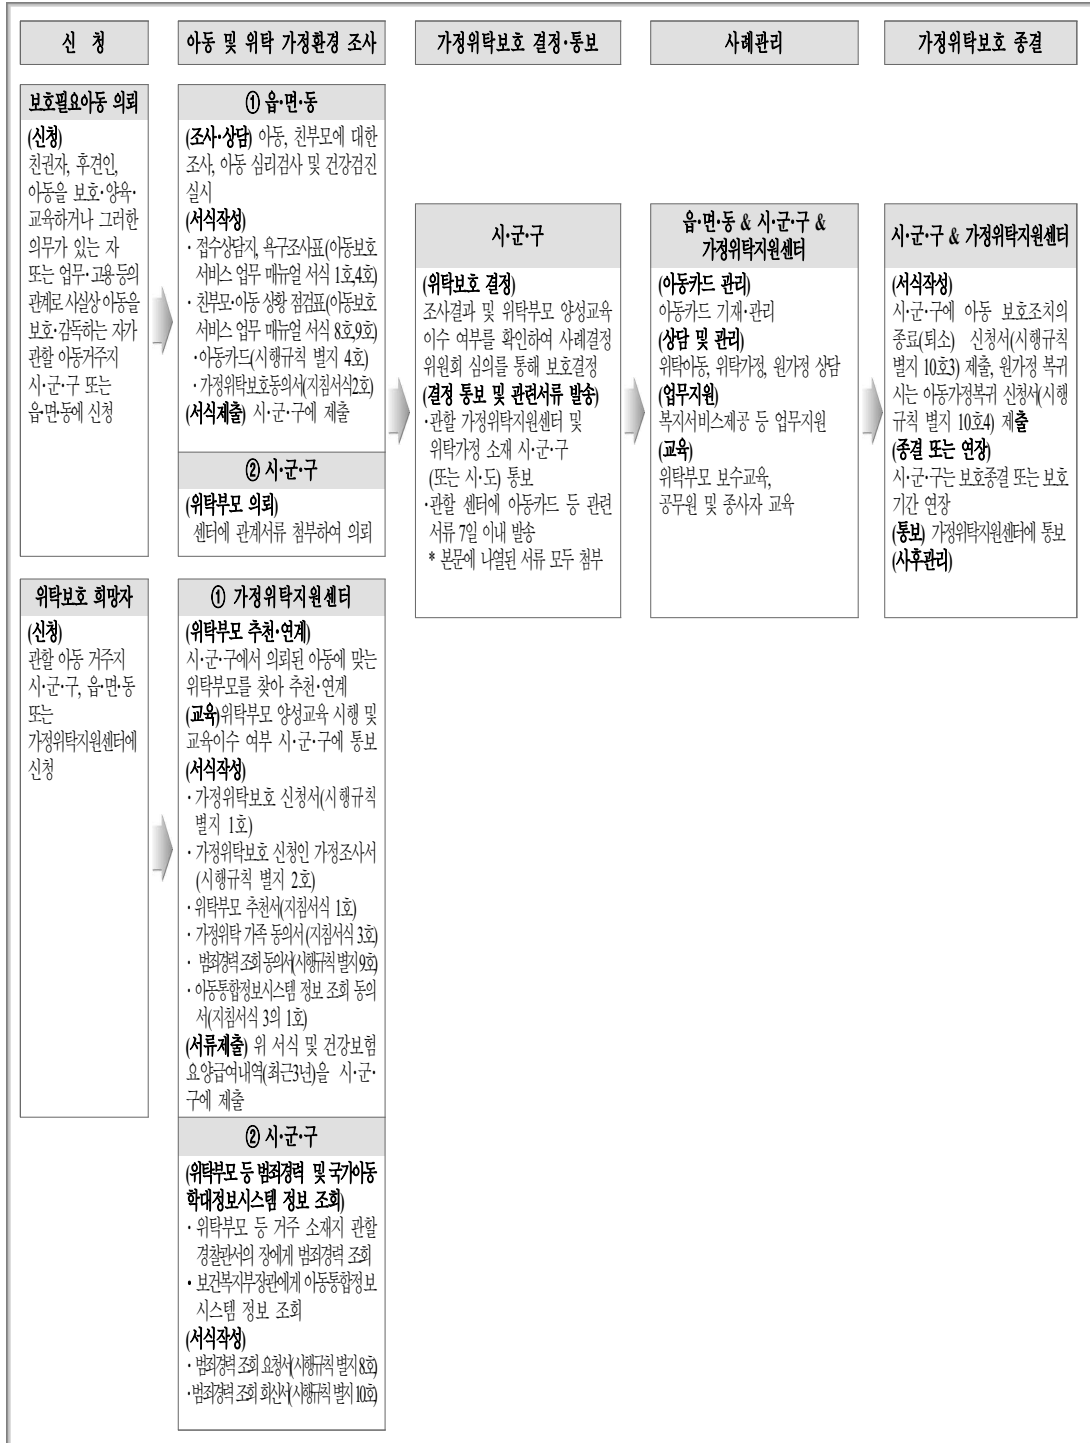 신 청
아동 및 위탁 가정환경 조사
가정위탁보호 결정·통보
사례관리
가정위탁보호 종결
보호필요아동 의뢰
(신청)
친권자, 후견인,
아동을 보호·양육·
교육하거나 그러한
의무가 있는 자
또는 업무·고용 등의
관계로 사실상 아동을
보호·감독하는 자가
관할 아동거주지
시·군·구 또는
읍·면·동에 신청
① 읍·면·동
(조사·상담) 아동, 친부모에 대한
조사, 아동 심리검사 및 건강검진
실시
(서식작성)
· 접수상담지, 욕구조사표(아동보호
서비스 업무 매뉴얼 서식 1호,4호)
· 친부모·아동 상황 점검표(아동보호
서비스 업무 매뉴얼 서식 8호,9호)
· 아동카드(시행규칙 별지 4호)
· 가정위탁보호동의서(지침서식2호)
(서식제출) 시·군·구에 제출
② 시·군·구
(위탁부모 의뢰)
센터에 관계서류 첨부하여 의뢰
위탁보호 희망자
(신청)
관할 아동 거주지
시·군·구, 읍·면·동
또는
가정위탁지원센터에
신청
① 가정위탁지원센터
(위탁부모 추천·연계)
시·군·구에서 의뢰된 아동에 맞는
위탁부모를 찾아 추천·연계
(교육)위탁부모 양성교육 시행 및
교육이수 여부 시·군·구에 통보
(서식작성)
· 가정위탁보호 신청서(시행규칙
별지 1호)
· 가정위탁보호 신청인 가정조사서
(시행규칙 별지 2호)
· 위탁부모 추천서(지침서식 1호)
· 가정위탁 가족 동의서(지침서식 3호)
· 범죄경력 조회 동의서(시행규칙 별지9호)
· 아동통합정보시스템 정보 조회 동의
서(지침서식 3의 1호)
(서류제출) 위 서식 및 건강보험
요양급여내역(최근3년)을 시·군·
구에 제출
② 시·군·구
(위탁부모 등 범죄경력 및 국가아동
학대정보시스템 정보 조회)
· 위탁부모 등 거주 소재지 관할
경찰관서의 장에게 범죄경력 조회
· 보건복지부장관에게 아동통합정보
시스템 정보 조회
(서식작성)
· 범죄경력 조회 요청서(시행규칙 별지8호)
· 범죄경력 조회 회신서(시행규칙 별지10호)
시·군·구
(위탁보호 결정)
조사결과 및 위탁부모 양성교육
이수 여부를 확인하여 사례결정
위원회 심의를 통해 보호결정
(결정 통보 및 관련서류 발송)
·관할 가정위탁지원센터 및
위탁가정 소재 시·군·구
(또는 시·도) 통보
·관할 센터에 아동카드 등 관련
서류 7일 이내 발송
* 본문에 나열된 서류 모두 첨부
읍·면·동 & 시·군·구 &
가정위탁지원센터
(아동카드 관리)
아동카드 기재·관리
(상담 및 관리)
위탁아동, 위탁가정, 원가정 상담
(업무지원)
복지서비스제공 등 업무지원
(교육)
위탁부모 보수교육,
공무원 및 종사자 교육
시·군·구 & 가정위탁지원센터
(서식작성)
시·군·구에 아동 보호조치의
종료(퇴소) 신청서(시행규칙
별지 10호3) 제출, 원가정 복귀
시는 아동가정복귀 신청서(시행
규칙 별지 10호4) 제출
(종결 또는 연장)
시·군·구는 보호종결 또는 보호
기간 연장
(통보) 가정위탁지원센터에 통보
(사후관리)